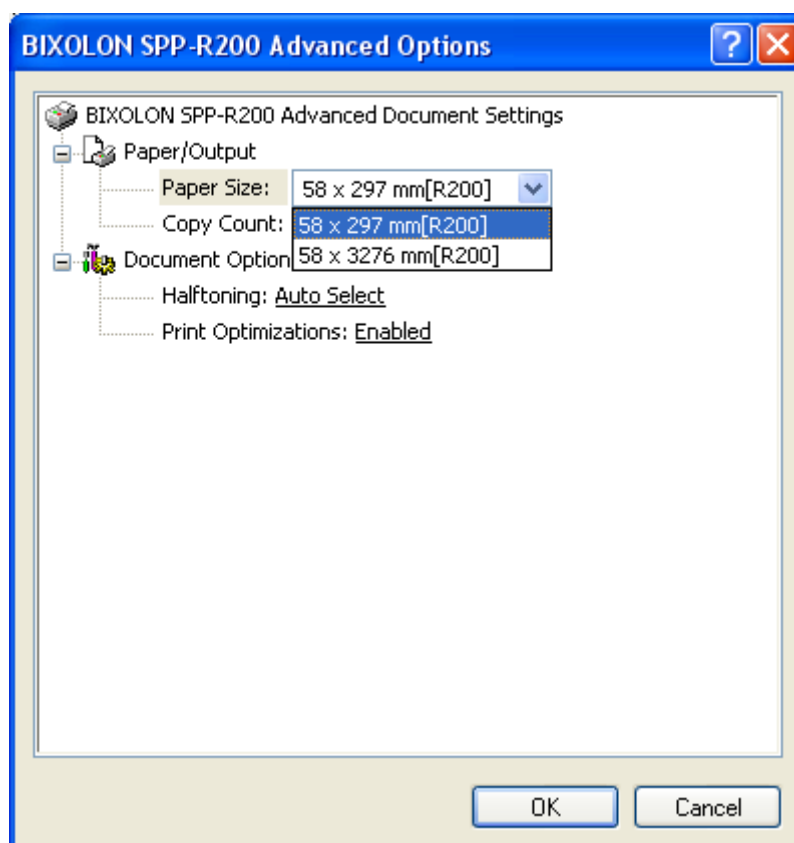 BIXOLON SPP-R200 Advanced Options
BIXOLON SPP-R200 Advanced Document Settings
Paper/Output
Paper Size: 58 x 297 mm[R200]
Copy Count: 58 x 297 mm[R200]
Document Option 58 x 3276 mm[R200]
Halftoning: Auto Select
Print Optimizations: Enabled
OK Cancel